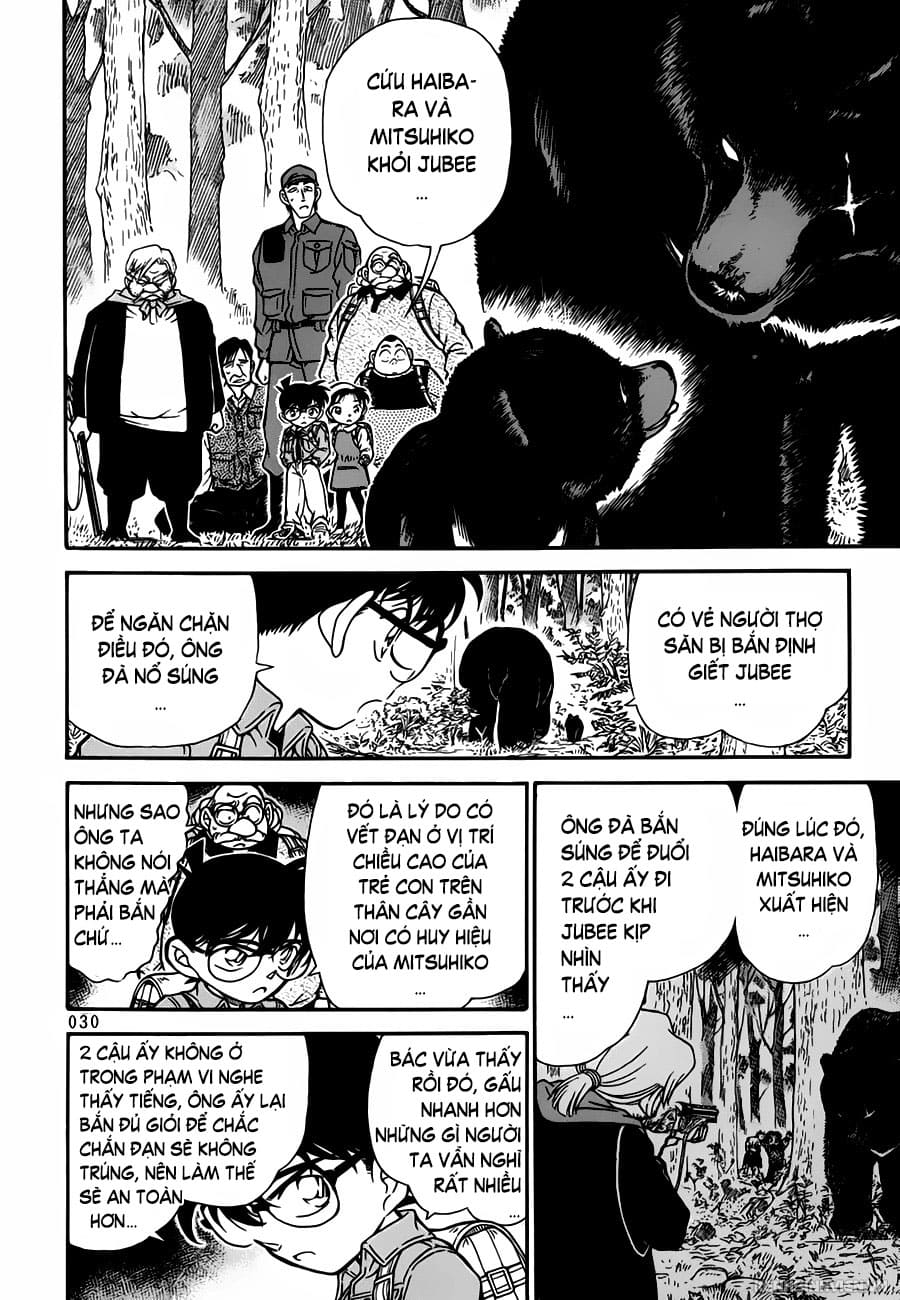 CỨU HAIBA-
RA VÀ
MITSUHIKO
KHỎI JUBEE
...
CÓ VẺ NGƯỜI THỢ
SĂN BỊ BẮN ĐỊNH
GIẾT JUBEE
...
ĐỂ NGĂN CHẶN
ĐIỀU ĐÓ, ÔNG
ĐÃ NỔ SÚNG
...
ĐÚNG LÚC ĐÓ,
HAIBARA VÀ
MITSUHIKO
XUẤT HIỆN
...
ÔNG ĐÃ BẮN
SÚNG ĐỂ ĐUỔI
2 CẬU ẤY ĐI
TRƯỚC KHI
JUBEE KỊP
NHÌN
THẤY
...
ĐÓ LÀ LÝ DO CÓ
VẾT ĐẠN Ở VỊ TRÍ
CHIỀU CAO CỦA
TRẺ CON TRÊN
THÂN CÂY GẦN
NƠI CÓ HUY HIỆU
CỦA MITSUHIKO
...
NHƯNG SAO
ÔNG TA
KHÔNG NÓI
THẲNG MÀ
PHẢI BẮN
CHỨ...
030
BÁC VỪA THẤY
RỒI ĐÓ, GẤU
NHANH HƠN
NHỮNG GÌ NGƯỜI
TA VẪN NGHĨ
RẤT NHIỀU
2 CẬU ẤY KHÔNG Ở
TRONG PHẠM VI NGHE
THẤY TIẾNG, ÔNG ẤY LẠI
BẮN ĐỦ GIỎI ĐỂ CHẮC
CHẮN ĐẠN SẼ KHÔNG
TRÚNG, NÊN LÀM THẾ
SẼ AN TOÀN
HƠN...